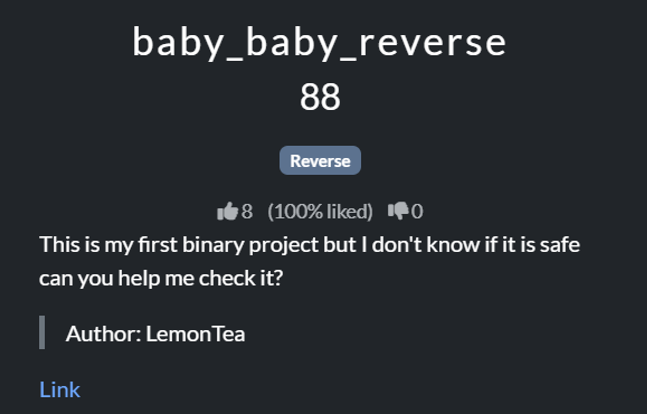 baby_baby_reverse
88
Reverse
8 (100% liked) 0
This is my first binary project but I don't know if it is safe
can you help me check it?
Author: LemonTea
Link